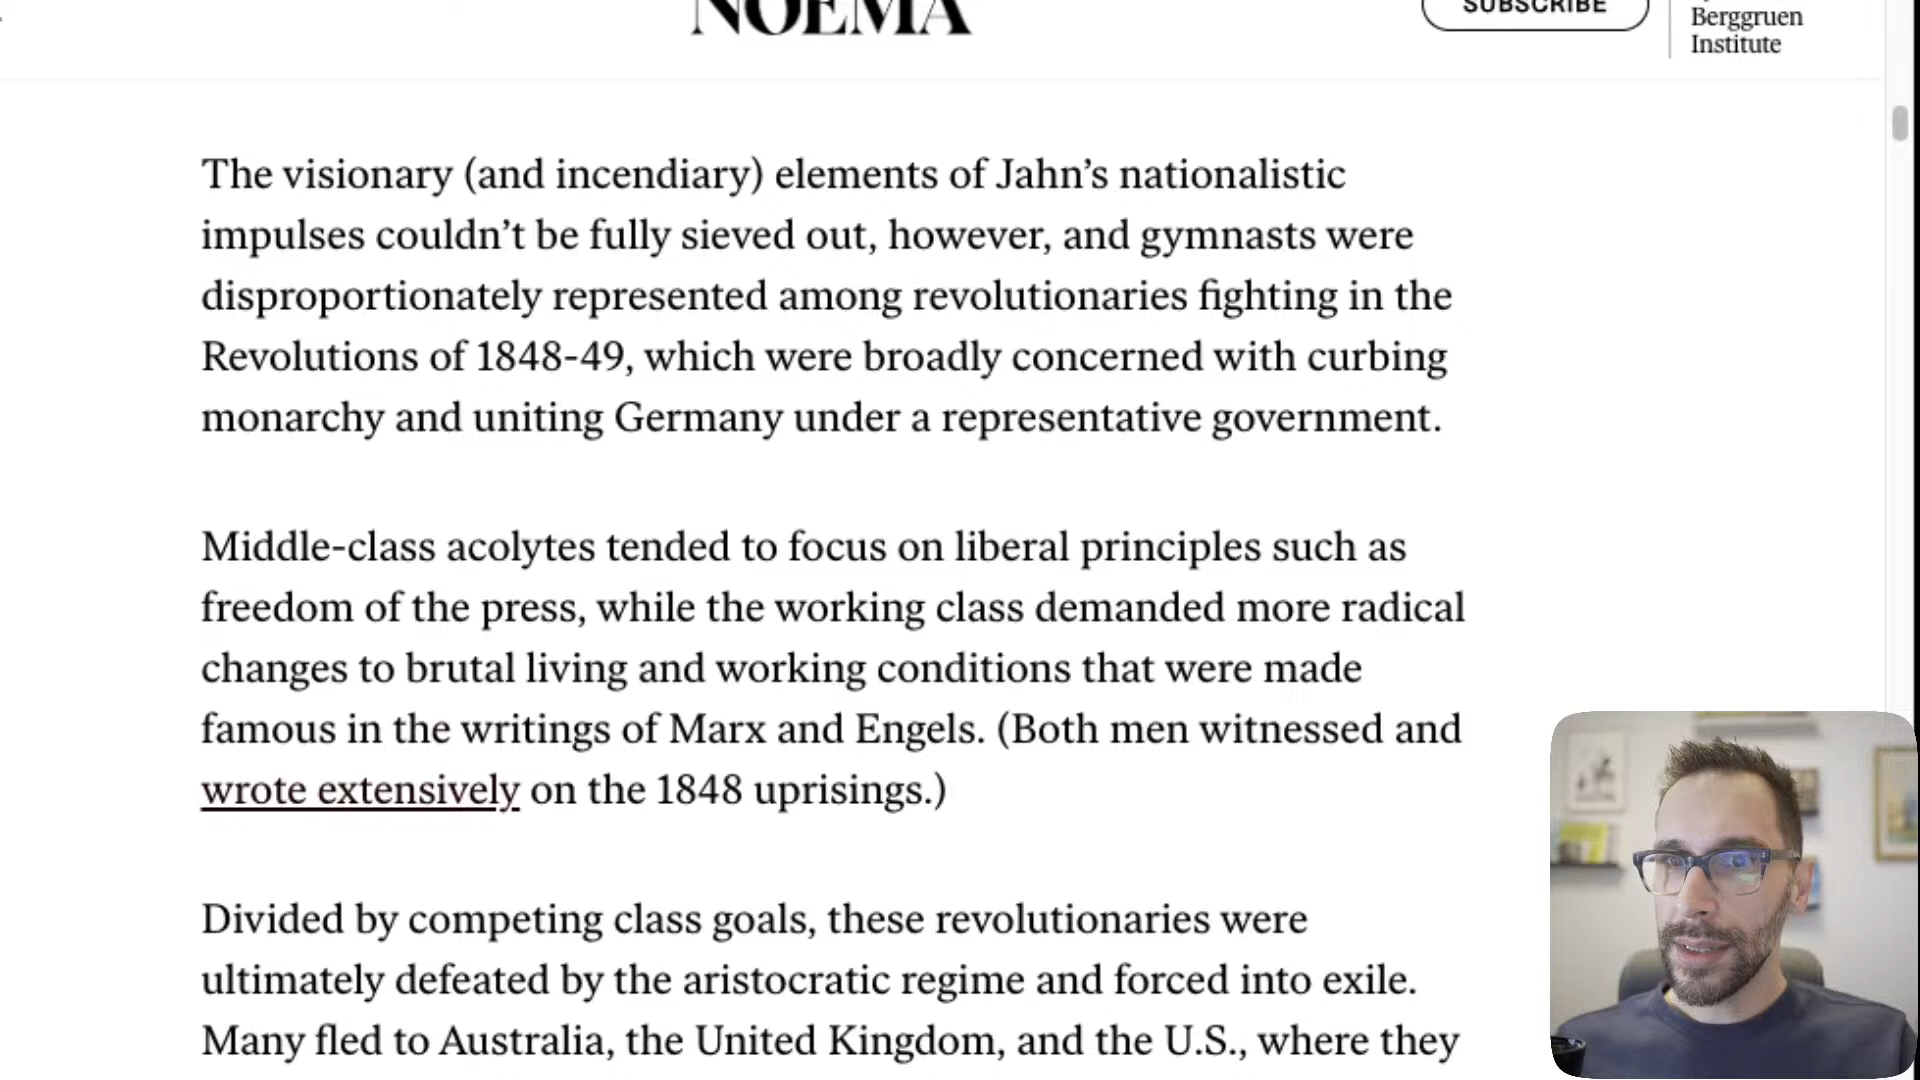 NOEMA
SUBSCRIBE
Berggruen
Institute
The visionary (and incendiary) elements of Jahn’s nationalistic
impulses couldn’t be fully sieved out, however, and gymnasts were
disproportionately represented among revolutionaries fighting in the
Revolutions of 1848-49, which were broadly concerned with curbing
monarchy and uniting Germany under a representative government.
Middle-class acolytes tended to focus on liberal principles such as
freedom of the press, while the working class demanded more radical
changes to brutal living and working conditions that were made
famous in the writings of Marx and Engels. (Both men witnessed and
wrote extensively on the 1848 uprisings.)
Divided by competing class goals, these revolutionaries were
ultimately defeated by the aristocratic regime and forced into exile.
Many fled to Australia, the United Kingdom, and the U.S., where they